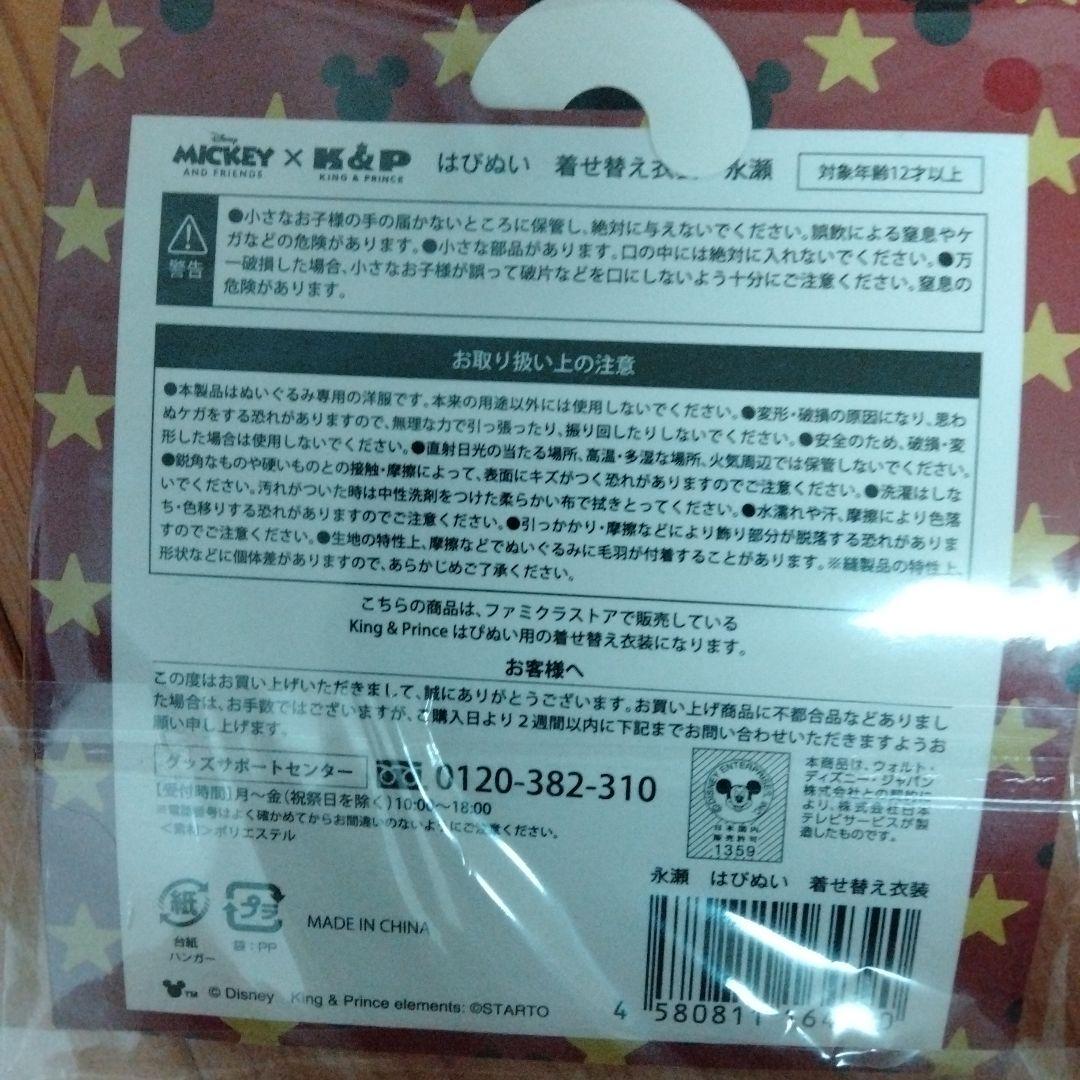 Disney
MICKEY AND FRIENDS × K&P KING & PRINCE はぴぬい 着せ替え衣 永瀬 対象年齢12才以上
警告
●小さなお子様の手の届かないところに保管し、絶対に与えないでください。誤飲による窒息やケ
ガなどの危険があります。●小さな部品があります。口の中には絶対に入れないでください。●万
一破損した場合、小さなお子様が誤って破片などを口にしないよう十分にご注意ください。窒息の
危険があります。
お取り扱い上の注意
●本製品はぬいぐるみ専用の洋服です。本来の用途以外には使用しないでください。●変形・破損の原因になり、思わ
ぬケガをする恐れがありますので、無理な力で引っ張ったり、振り回したりしないでください。●安全のため、破損・変
形した場合は使用しないでください。●直射日光の当たる場所、高温・多湿な場所、火気周辺では保管しないでください。
●鋭角なものや硬いものとの接触・摩擦によって、表面にキズがつく恐れがありますのでご注意ください。●洗濯はしな
いでください。汚れがついた時は中性洗剤をつけた柔らかい布で拭きとってください。●水濡れや汗、摩擦により色落
ち・色移りする恐れがありますのでご注意ください。●引っかかり・摩擦などにより飾り部分が脱落する恐れがありま
すのでご注意ください。●生地の特性上、摩擦などでぬいぐるみに毛羽が付着することがあります。※縫製品の特性上、
形状などに個体差がありますので、あらかじめご了承ください。
こちらの商品は、ファミクラストアで販売している
King & Prince はぴぬい用の着せ替え衣装になります。
お客様へ
この度はお買い上げいただきまして、誠にありがとうございます。お買い上げ商品に不都合品などありまし
た場合は、お手数ではございますが、ご購入日より2週間以内に下記までお問い合わせいただきますようお
願い申し上げます。
グッズサポートセンター 0120-382-310
【受付時間】月～金(祝祭日を除く)10:00～18:00
※電話番号はよく確かめてからお間違いのないようにご注意ください。
＜素材＞ポリエステル
©DISNEY ENTERPRISES, INC.
日本国内
販売許可
1359
本商品は、ウォルト・
ディズニー・ジャパン
株式会社との契約に
より、株式会社日本
テレビサービスが製
造したものです。
永瀬 はぴぬい 着せ替え衣装
紙
台紙
ハンガー
プラ
袋：PP
MADE IN CHINA
TM © Disney King & Prince elements: ©STARTO
4 580811